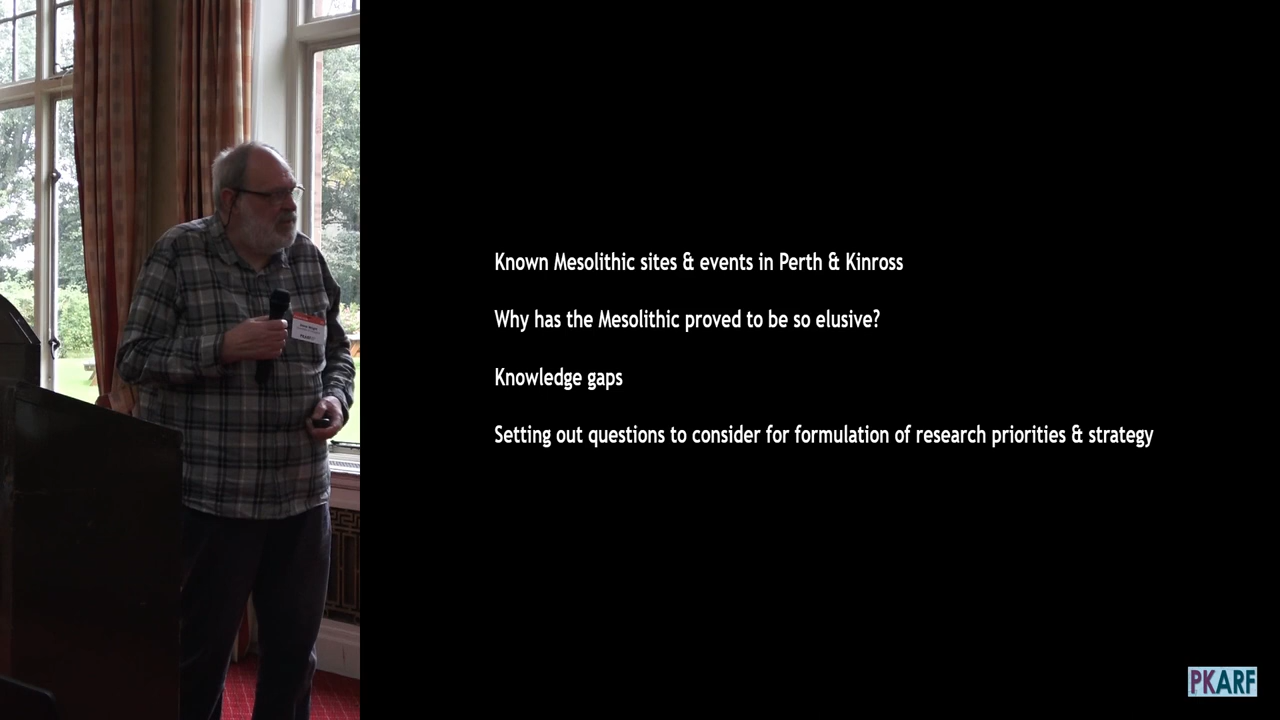 Known Mesolithic sites & events in Perth & Kinross
Why has the Mesolithic proved to be so elusive?
Knowledge gaps
Setting out questions to consider for formulation of research priorities & strategy
PKARF